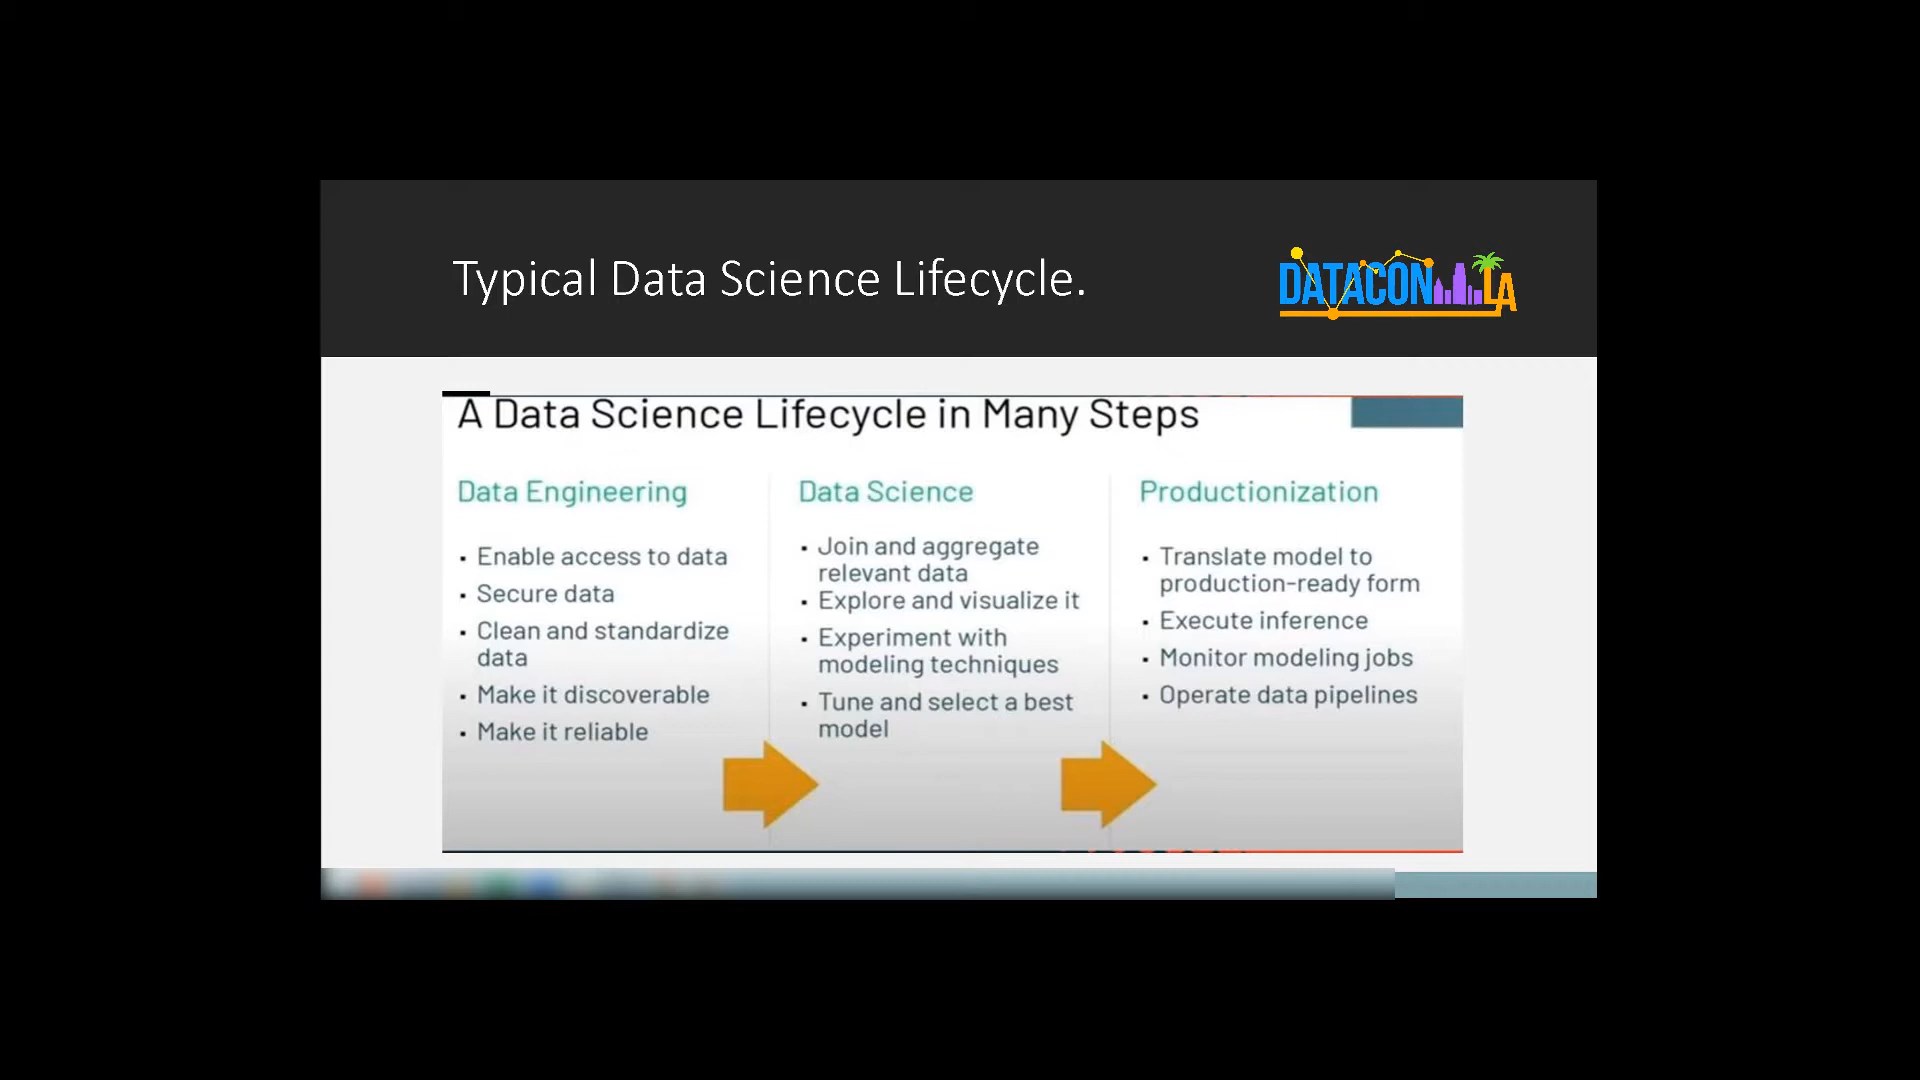 Typical Data Science Lifecycle.
DATACON LA
A Data Science Lifecycle in Many Steps
Data Engineering
▪ Enable access to data
▪ Secure data
▪ Clean and standardize
data
▪ Make it discoverable
▪ Make it reliable
Data Science
▪ Join and aggregate
relevant data
▪ Explore and visualize it
▪ Experiment with
modeling techniques
▪ Tune and select a best
model
Productionization
▪ Translate model to
production-ready form
▪ Execute inference
▪ Monitor modeling jobs
▪ Operate data pipelines